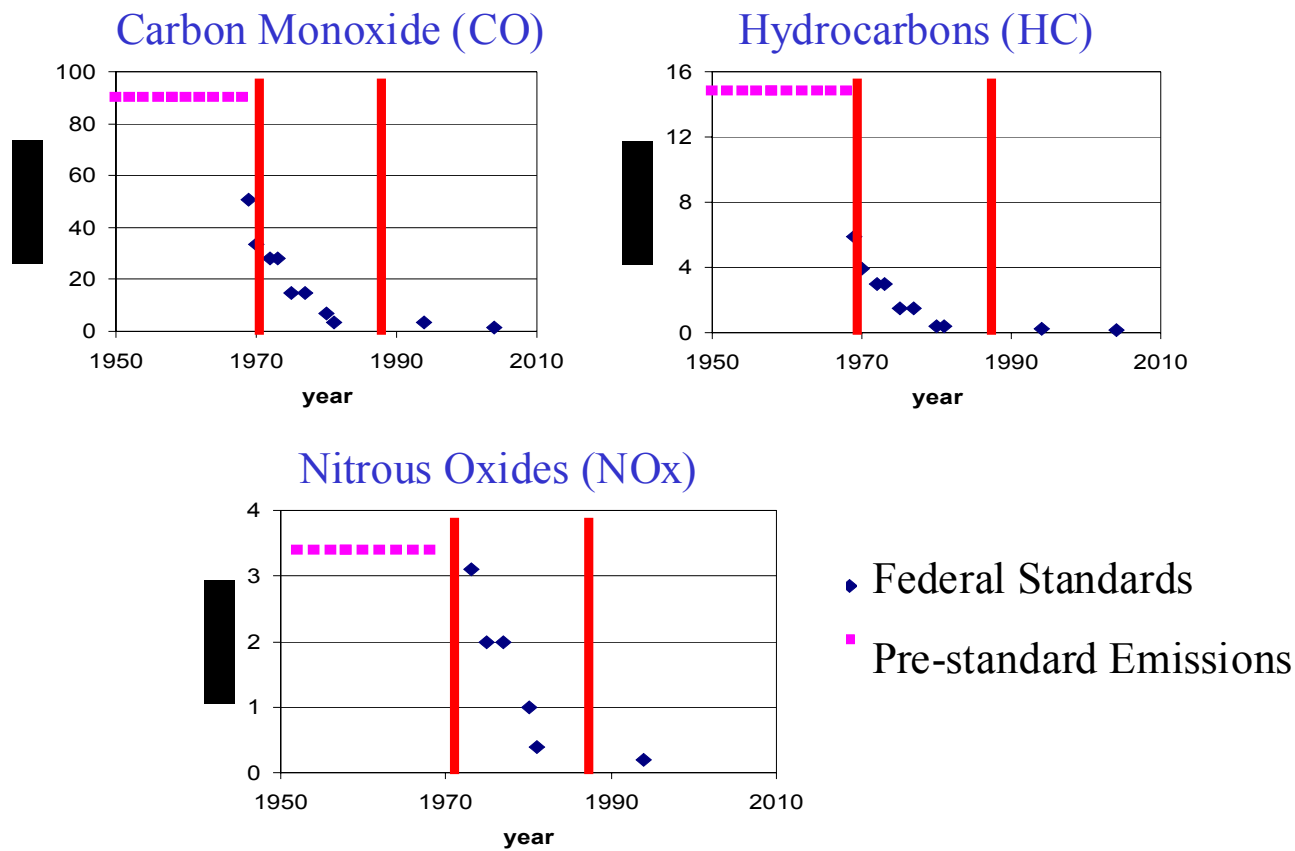 Carbon Monoxide (CO)
100
80
60
40
20
0
1950 1970 1990 2010
year
Hydrocarbons (HC)
16
12
8
4
0
1950 1970 1990 2010
year
Nitrous Oxides (NOx)
4
3
2
1
0
1950 1970 1990 2010
year
Federal Standards
Pre-standard Emissions